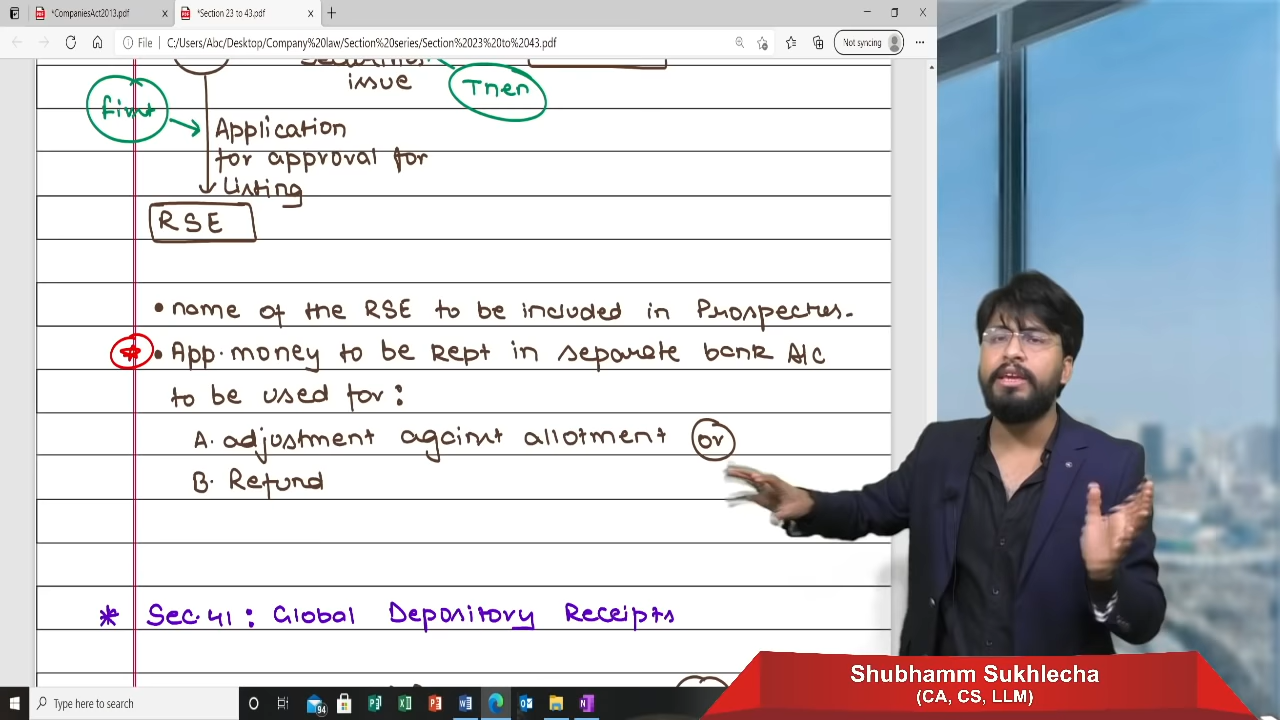 *CompaniesAct2013.pdf
*Section 23 to 43.pdf
File
C:/Users/Abc/Desktop/Company%20law/Section%20series/Section%2023%20to%2043.pdf
Not syncing
issue
Then
first
Application
for approval for
Listing
RSE
• name of the RSE to be included in Prospectus.
• App. money to be kept in separate bank A/c
to be used for:
A. adjustment against allotment or
B. Refund
* Sec. 41: Global Depository Receipts
Shubhamm Sukhlecha
(CA, CS, LLM)
Type here to search
94